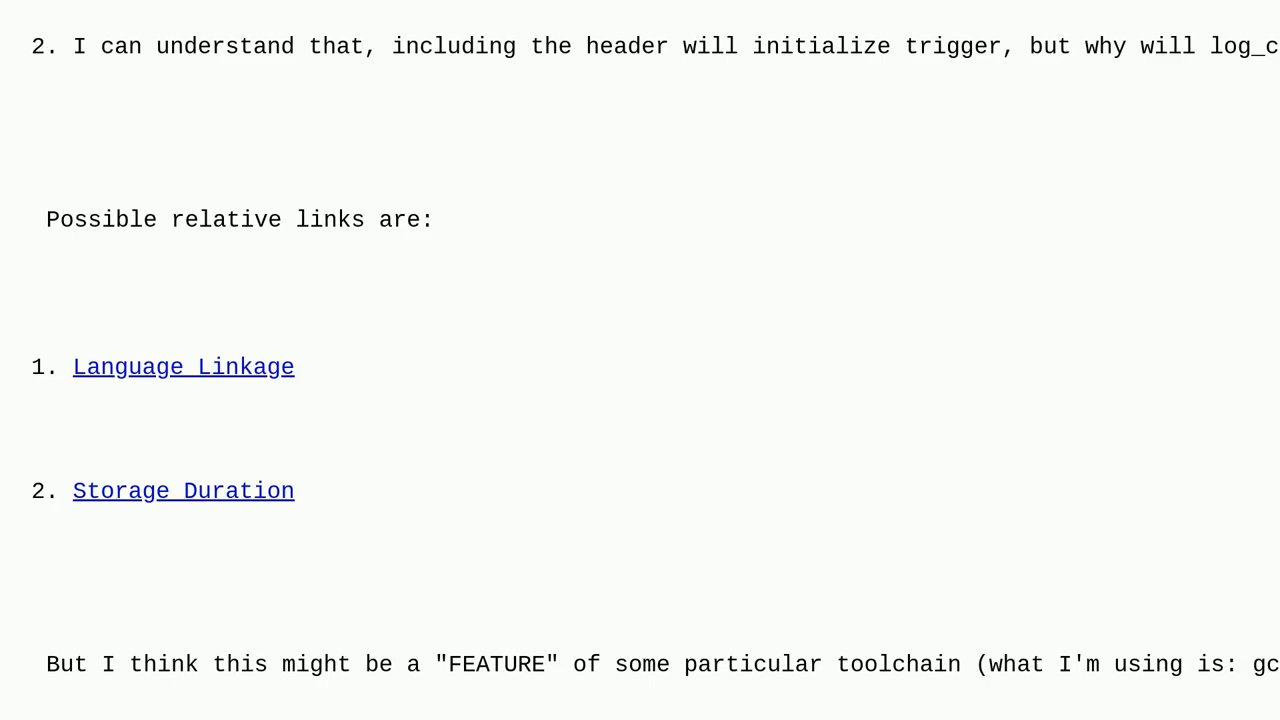 2. I can understand that, including the header will initialize trigger, but why will log_c
Possible relative links are:
1. Language Linkage
2. Storage Duration
But I think this might be a "FEATURE" of some particular toolchain (what I'm using is: gc